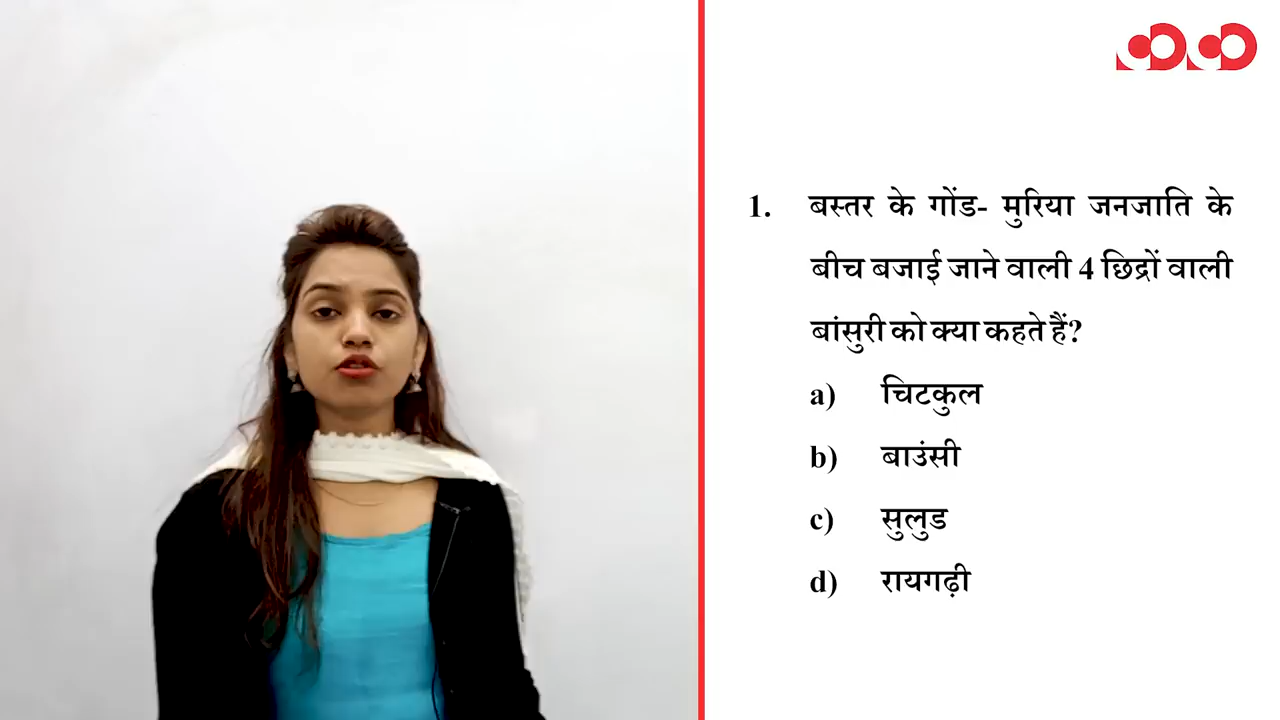 1. बस्तर के गोंड- मुरिया जनजाति के
बीच बजाई जाने वाली 4 छिद्रों वाली
बांसुरी को क्या कहते हैं?
a) चिटकुल
b) बाउंसी
c) सुलुड
d) रायगढ़ी